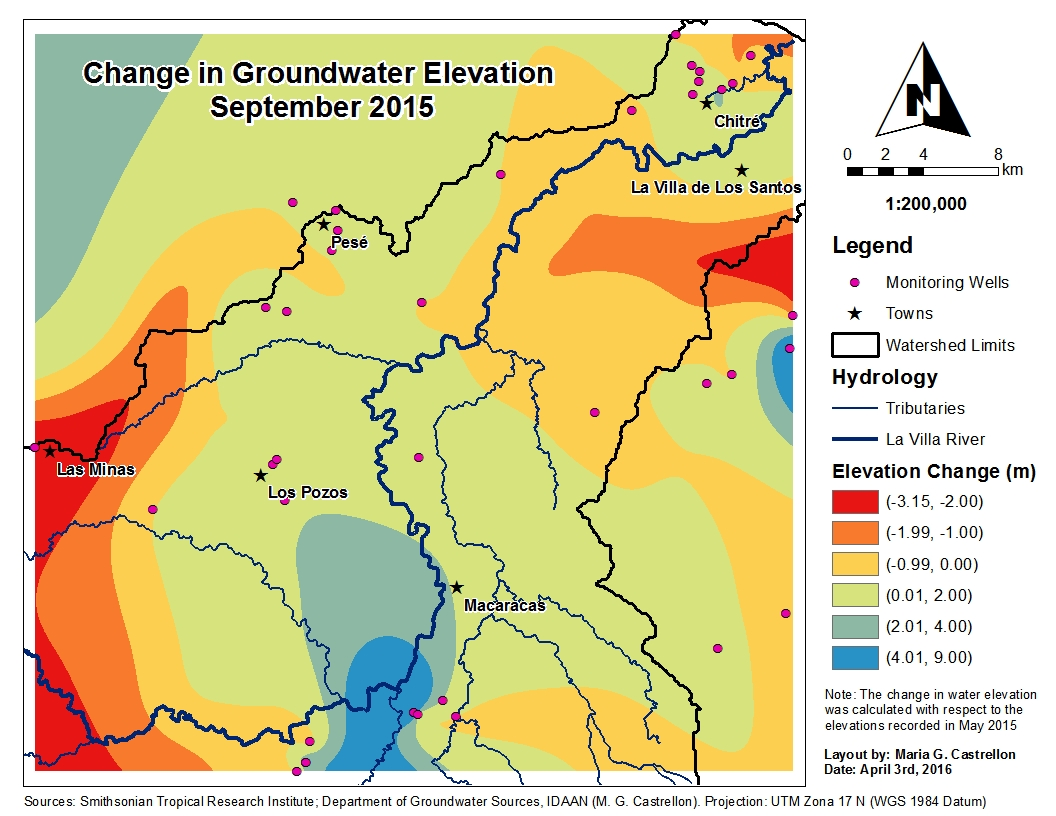 Change in Groundwater Elevation
September 2015
Chitré
La Villa de Los Santos
Pesé
Las Minas
Los Pozos
Macaracas
N
0 2 4 8
km
1:200,000
Legend
Monitoring Wells
Towns
Watershed Limits
Hydrology
Tributaries
La Villa River
Elevation Change (m)
(-3.15, -2.00)
(-1.99, -1.00)
(-0.99, 0.00)
(0.01, 2.00)
(2.01, 4.00)
(4.01, 9.00)
Note: The change in water elevation
was calculated with respect to the
elevations recorded in May 2015
Layout by: Maria G. Castrellon
Date: April 3rd, 2016
Sources: Smithsonian Tropical Research Institute; Department of Groundwater Sources, IDAAN (M. G. Castrellon). Projection: UTM Zona 17 N (WGS 1984 Datum)